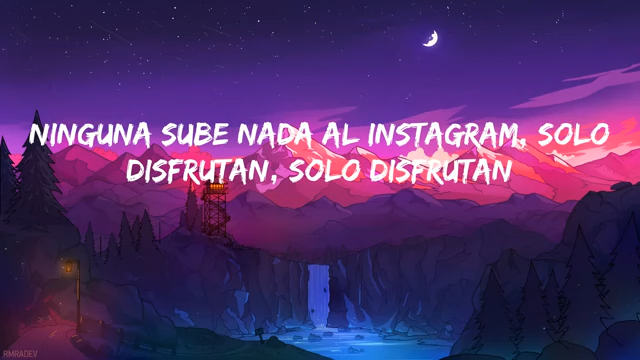 NINGUNA SUBE NADA AL INSTAGRAM, SOLO
DISFRUTAN, SOLO DISFRUTAN
RMRADEV